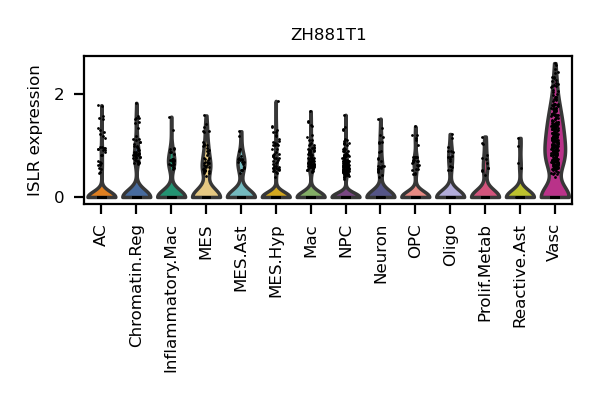 ZH881T1
ISLR expression
2
0
AC
Chromatin.Reg
Inflammatory.Mac
MES
MES.Ast
MES.Hyp
Mac
NPC
Neuron
OPC
Oligo
Prolif.Metab
Reactive.Ast
Vasc